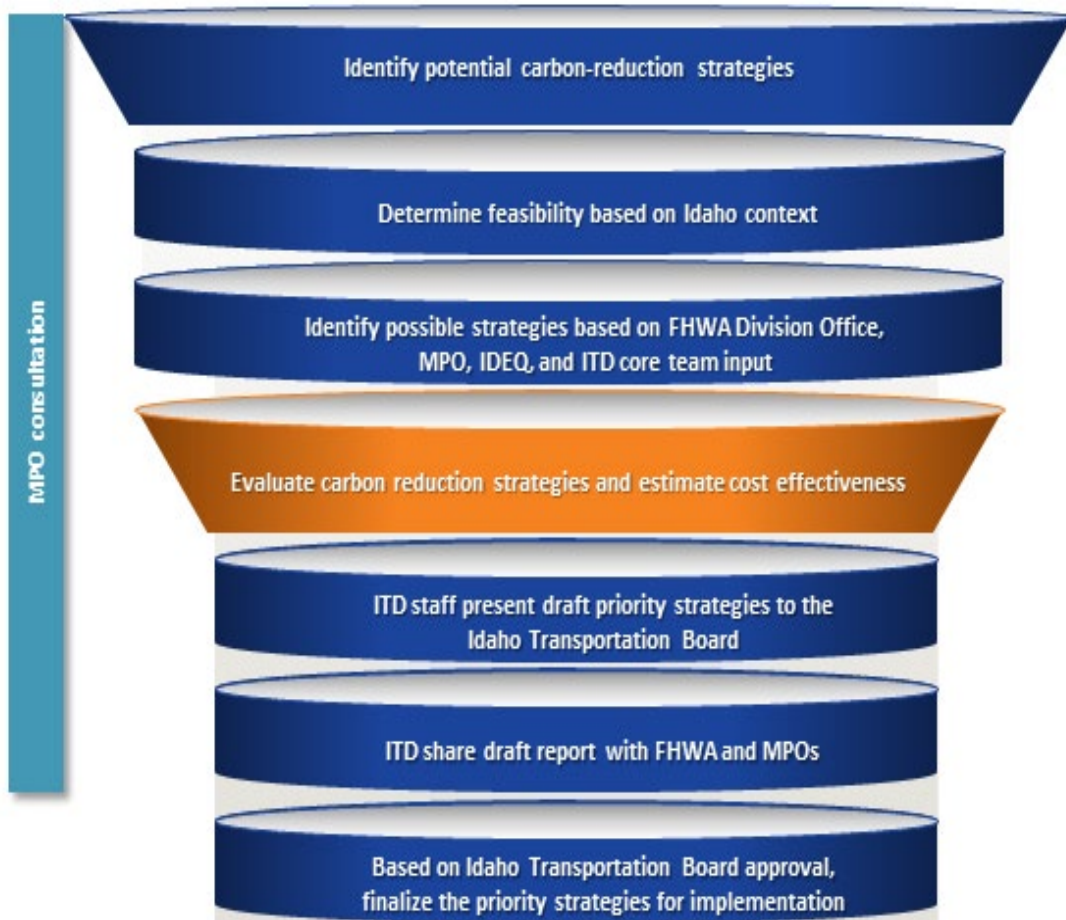 MPO consultation
Identify potential carbon-reduction strategies
Determine feasibility based on Idaho context
Identify possible strategies based on FHWA Division Office,
MPO, IDEQ, and ITD core team input
Evaluate carbon reduction strategies and estimate cost effectiveness
ITD staff present draft priority strategies to the
Idaho Transportation Board
ITD share draft report with FHWA and MPOs
Based on Idaho Transportation Board approval,
finalize the priority strategies for implementation